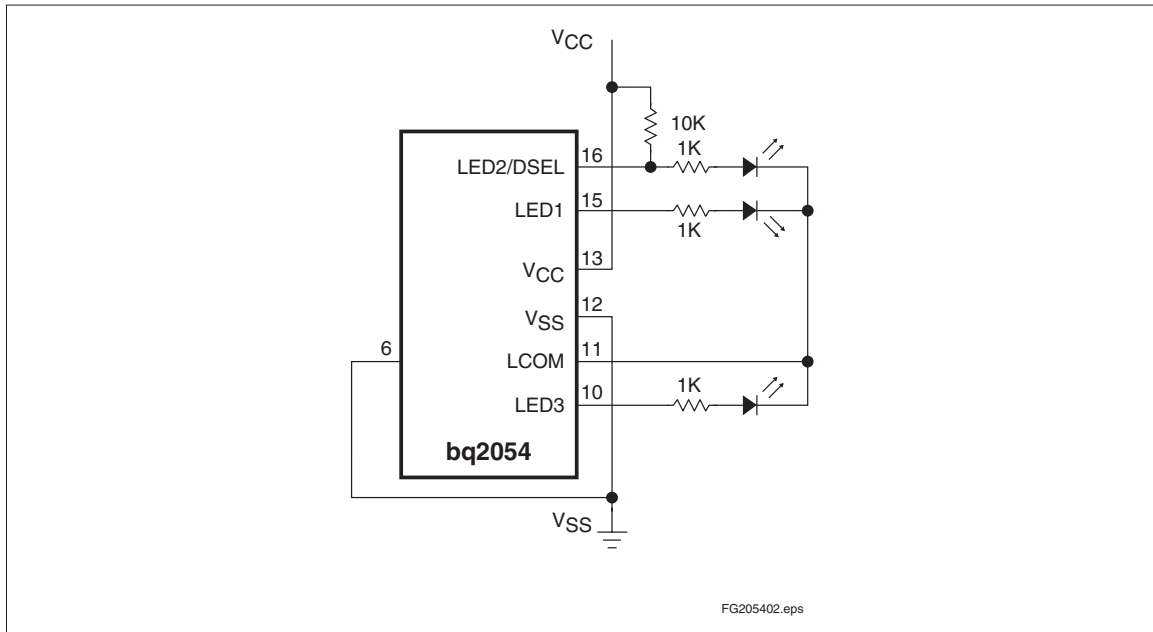 VCC
10K
1K
LED2/DSEL 16
LED1 15
1K
VCC 13
VSS 12
6
LCOM 11
1K
LED3 10
bq2054
VSS
FG205402.eps